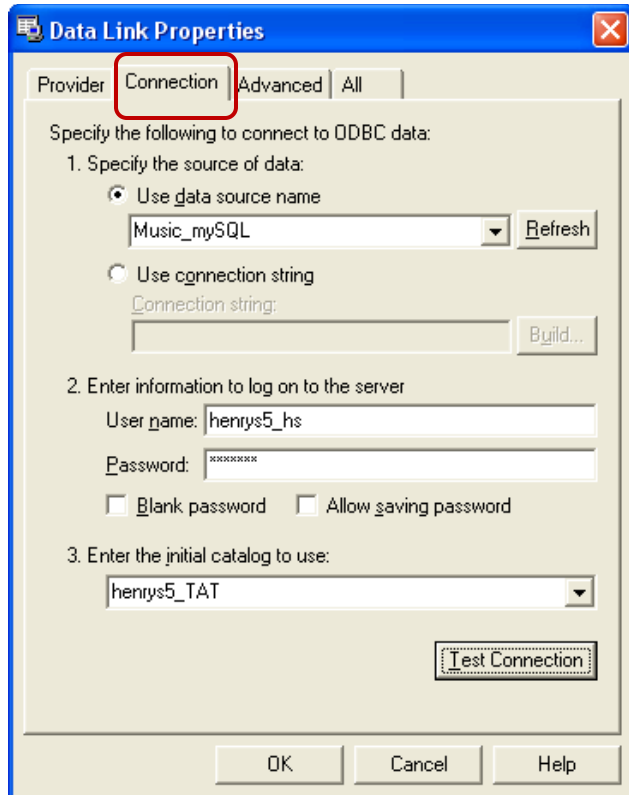 Data Link Properties
Provider Connection Advanced All
Specify the following to connect to ODBC data:
1. Specify the source of data:
Use data source name
Music_mySQL Refresh
Use connection string
Connection string:
Build...
2. Enter information to log on to the server
User name: henrys5_hs
Password: *******
Blank password Allow saving password
3. Enter the initial catalog to use:
henrys5_TAT
Test Connection
OK Cancel Help